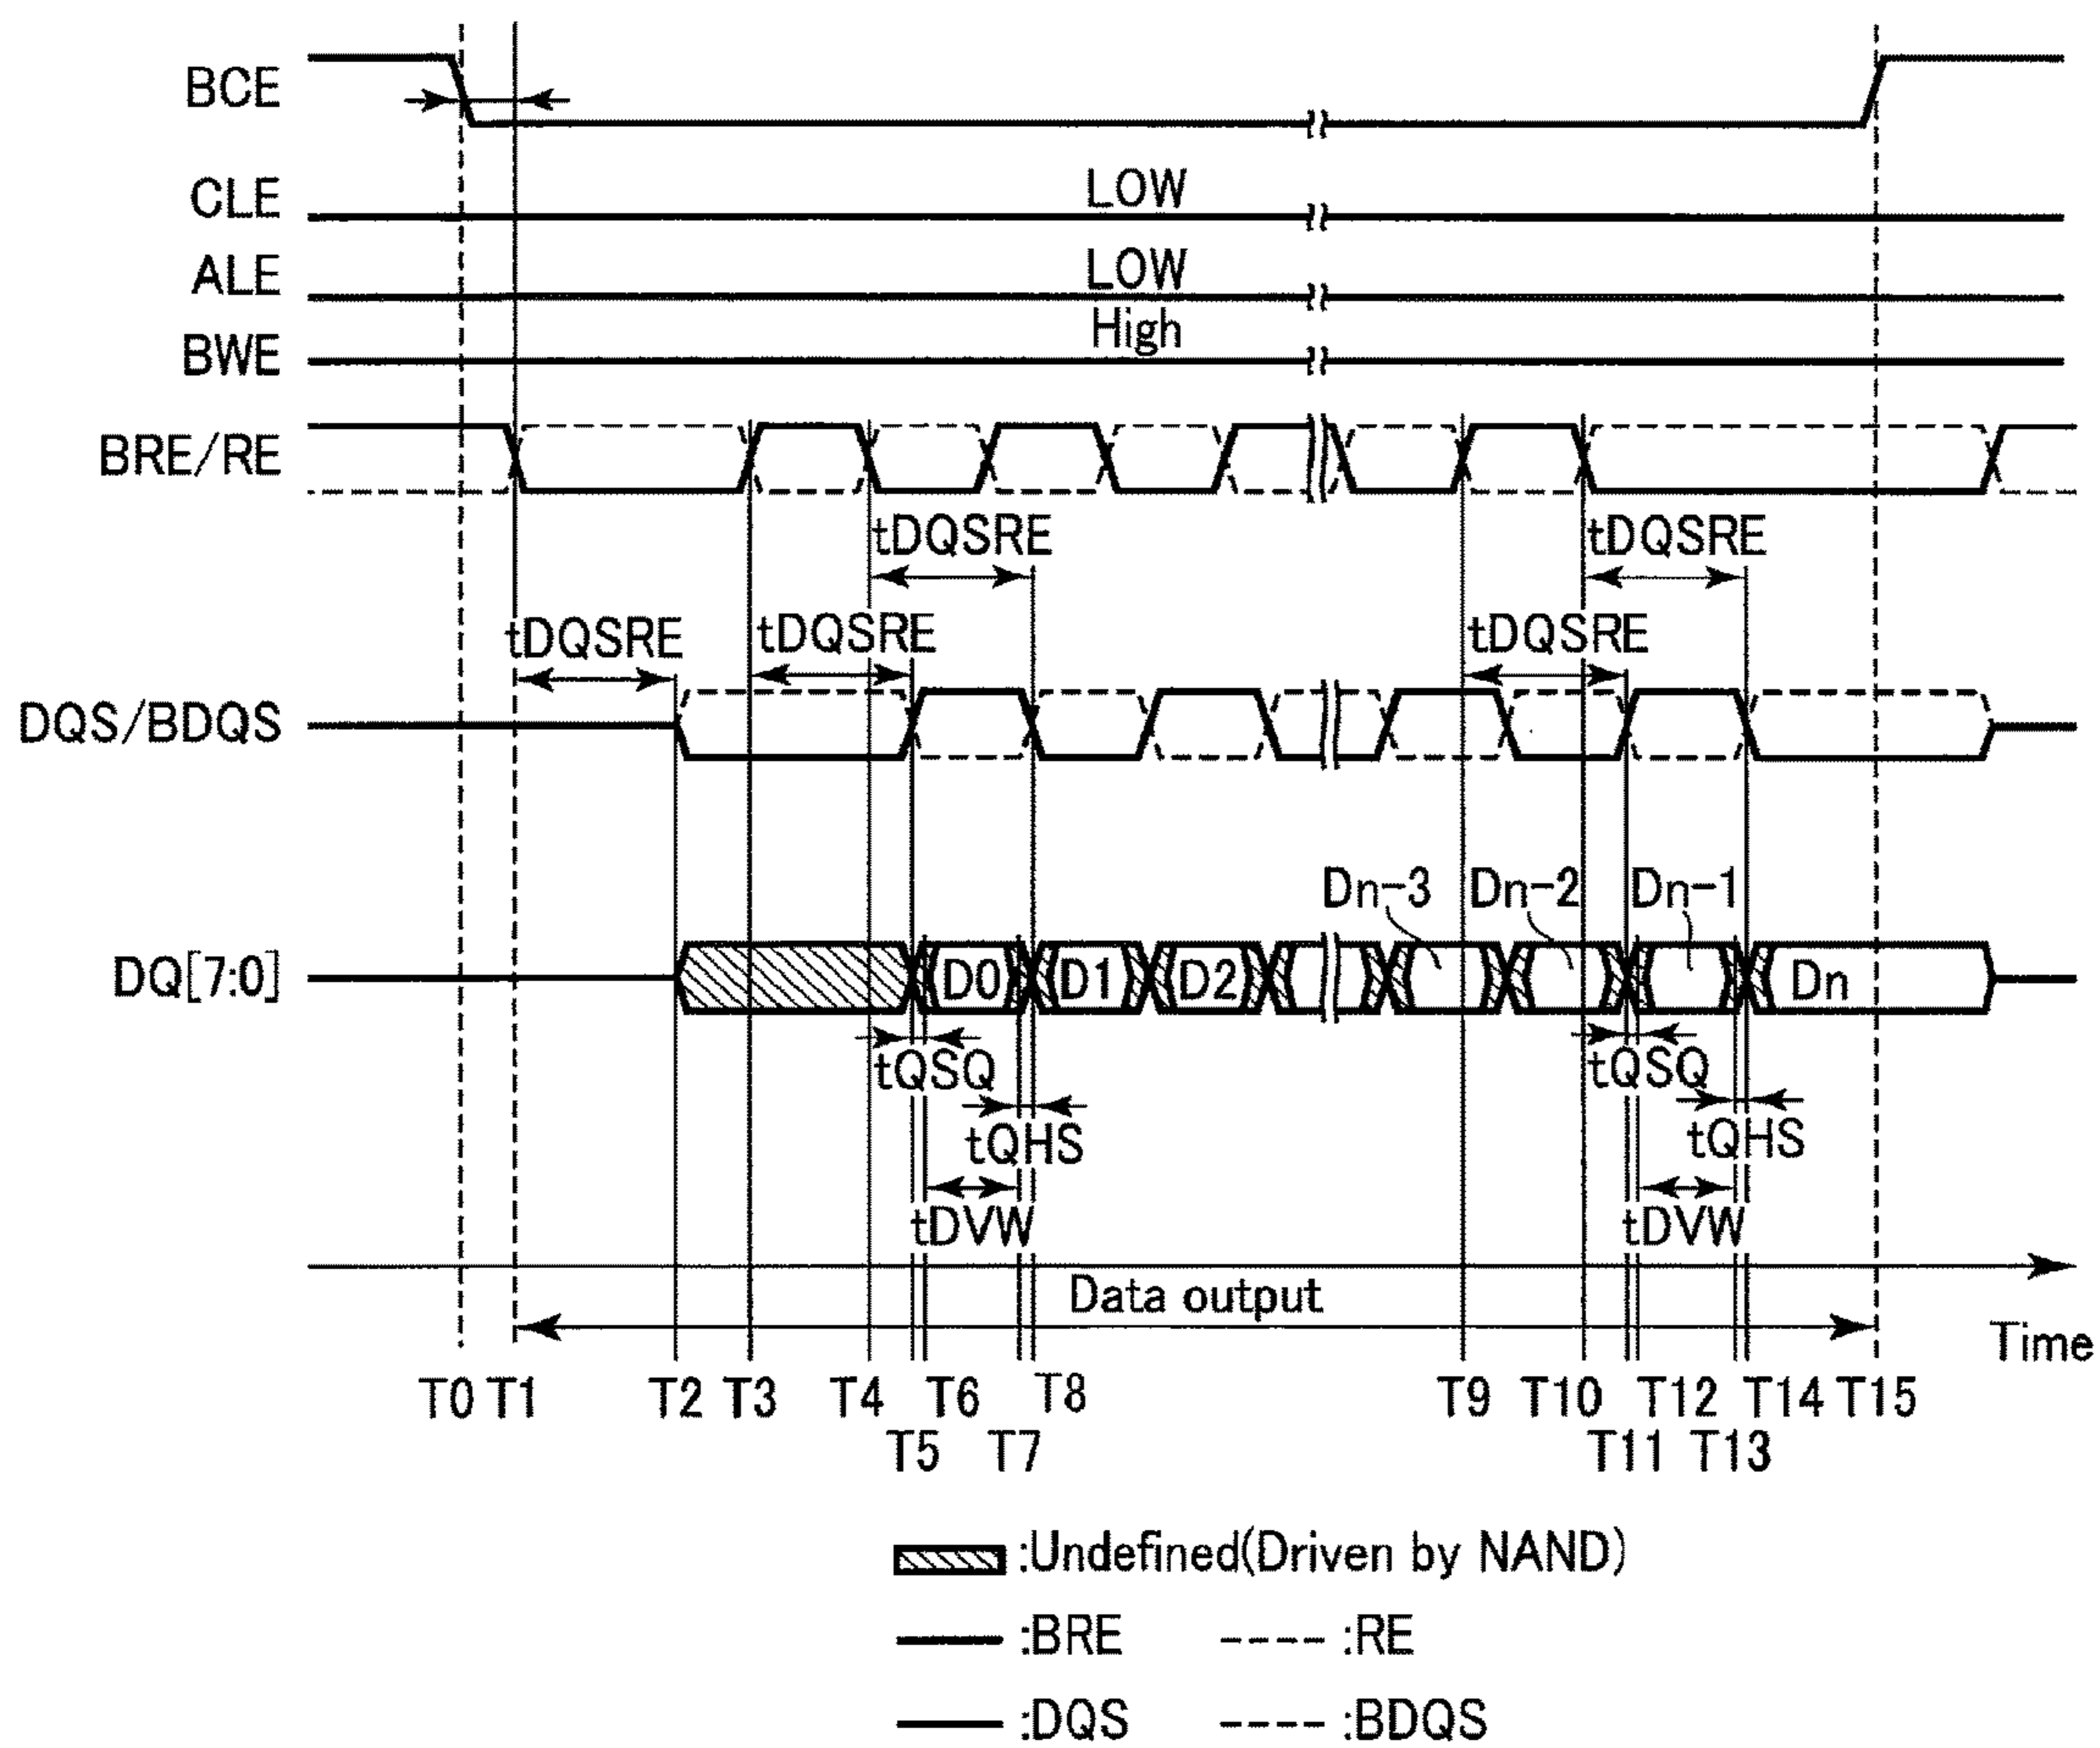 BCE
CLE LOW
ALE LOW
BWE High
BRE/RE
tDQSRE tDQSRE
tDQSRE tDQSRE tDQSRE
DQS/BDQS
Dn-3 Dn-2 Dn-1
DQ[7:0] D0 D1 D2 Dn
tQSQ tQSQ
tQHS tQHS
tDVW tDVW
Data output
Time
T0 T1 T2 T3 T4 T6 T8 T9 T10 T12 T14 T15
T5 T7 T11 T13
:Undefined(Driven by NAND)
:BRE :RE
:DQS :BDQS